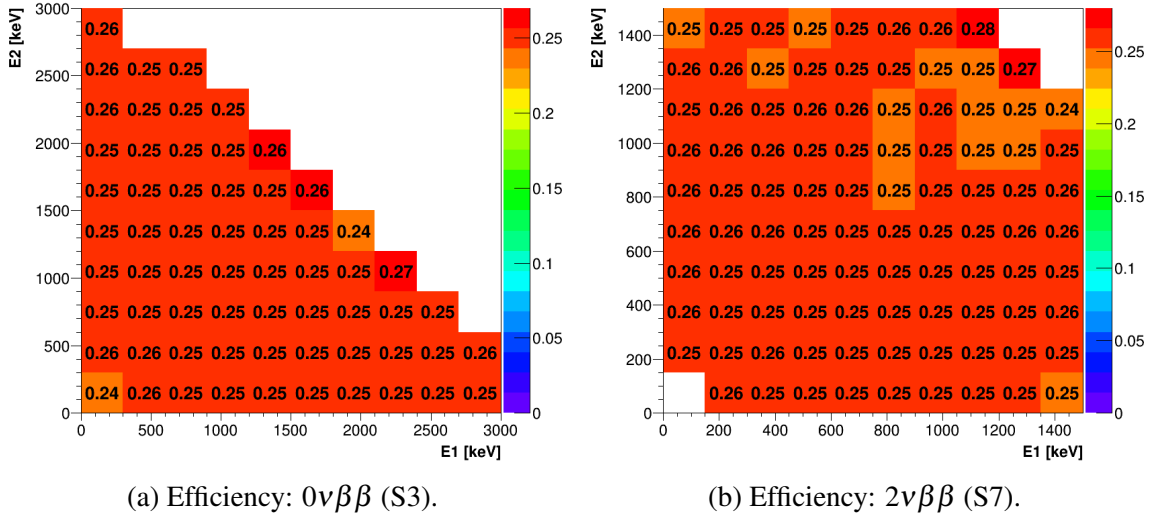 E2 [keV]
3000
2500
2000
1500
1000
500
0
0.26
0.26 0.25 0.25
0.26 0.25 0.25 0.25
0.25 0.25 0.25 0.25 0.26
0.25 0.25 0.25 0.25 0.25 0.26
0.25 0.25 0.25 0.25 0.25 0.25 0.24
0.25 0.25 0.25 0.25 0.25 0.25 0.25 0.27
0.25 0.25 0.25 0.25 0.25 0.25 0.25 0.25 0.25
0.26 0.26 0.25 0.25 0.25 0.25 0.25 0.25 0.25 0.26
0.24 0.26 0.25 0.25 0.25 0.25 0.25 0.25 0.25 0.25
0 500 1000 1500 2000 2500 3000
E1 [keV]
0.25
0.2
0.15
0.1
0.05
0
(a) Efficiency: 0νββ (S3).
E2 [keV]
1400
1200
1000
800
600
400
200
0
0.25 0.25 0.25 0.25 0.25 0.26 0.26 0.28
0.26 0.26 0.25 0.25 0.25 0.25 0.25 0.25 0.27
0.25 0.26 0.26 0.26 0.25 0.25 0.26 0.25 0.25 0.24
0.26 0.26 0.25 0.26 0.25 0.25 0.25 0.25 0.25 0.25
0.25 0.26 0.26 0.25 0.25 0.25 0.25 0.26 0.25 0.26
0.26 0.26 0.25 0.25 0.25 0.26 0.26 0.26 0.26 0.26
0.26 0.25 0.25 0.25 0.25 0.25 0.25 0.25 0.25 0.25
0.26 0.25 0.25 0.25 0.25 0.25 0.25 0.25 0.25 0.26
0.25 0.25 0.26 0.25 0.25 0.25 0.25 0.26 0.26 0.25
0.26 0.25 0.26 0.25 0.26 0.26 0.25 0.25 0.25
0 200 400 600 800 1000 1200 1400
E1 [keV]
0.25
0.2
0.15
0.1
0.05
0
(b) Efficiency: 2νββ (S7).